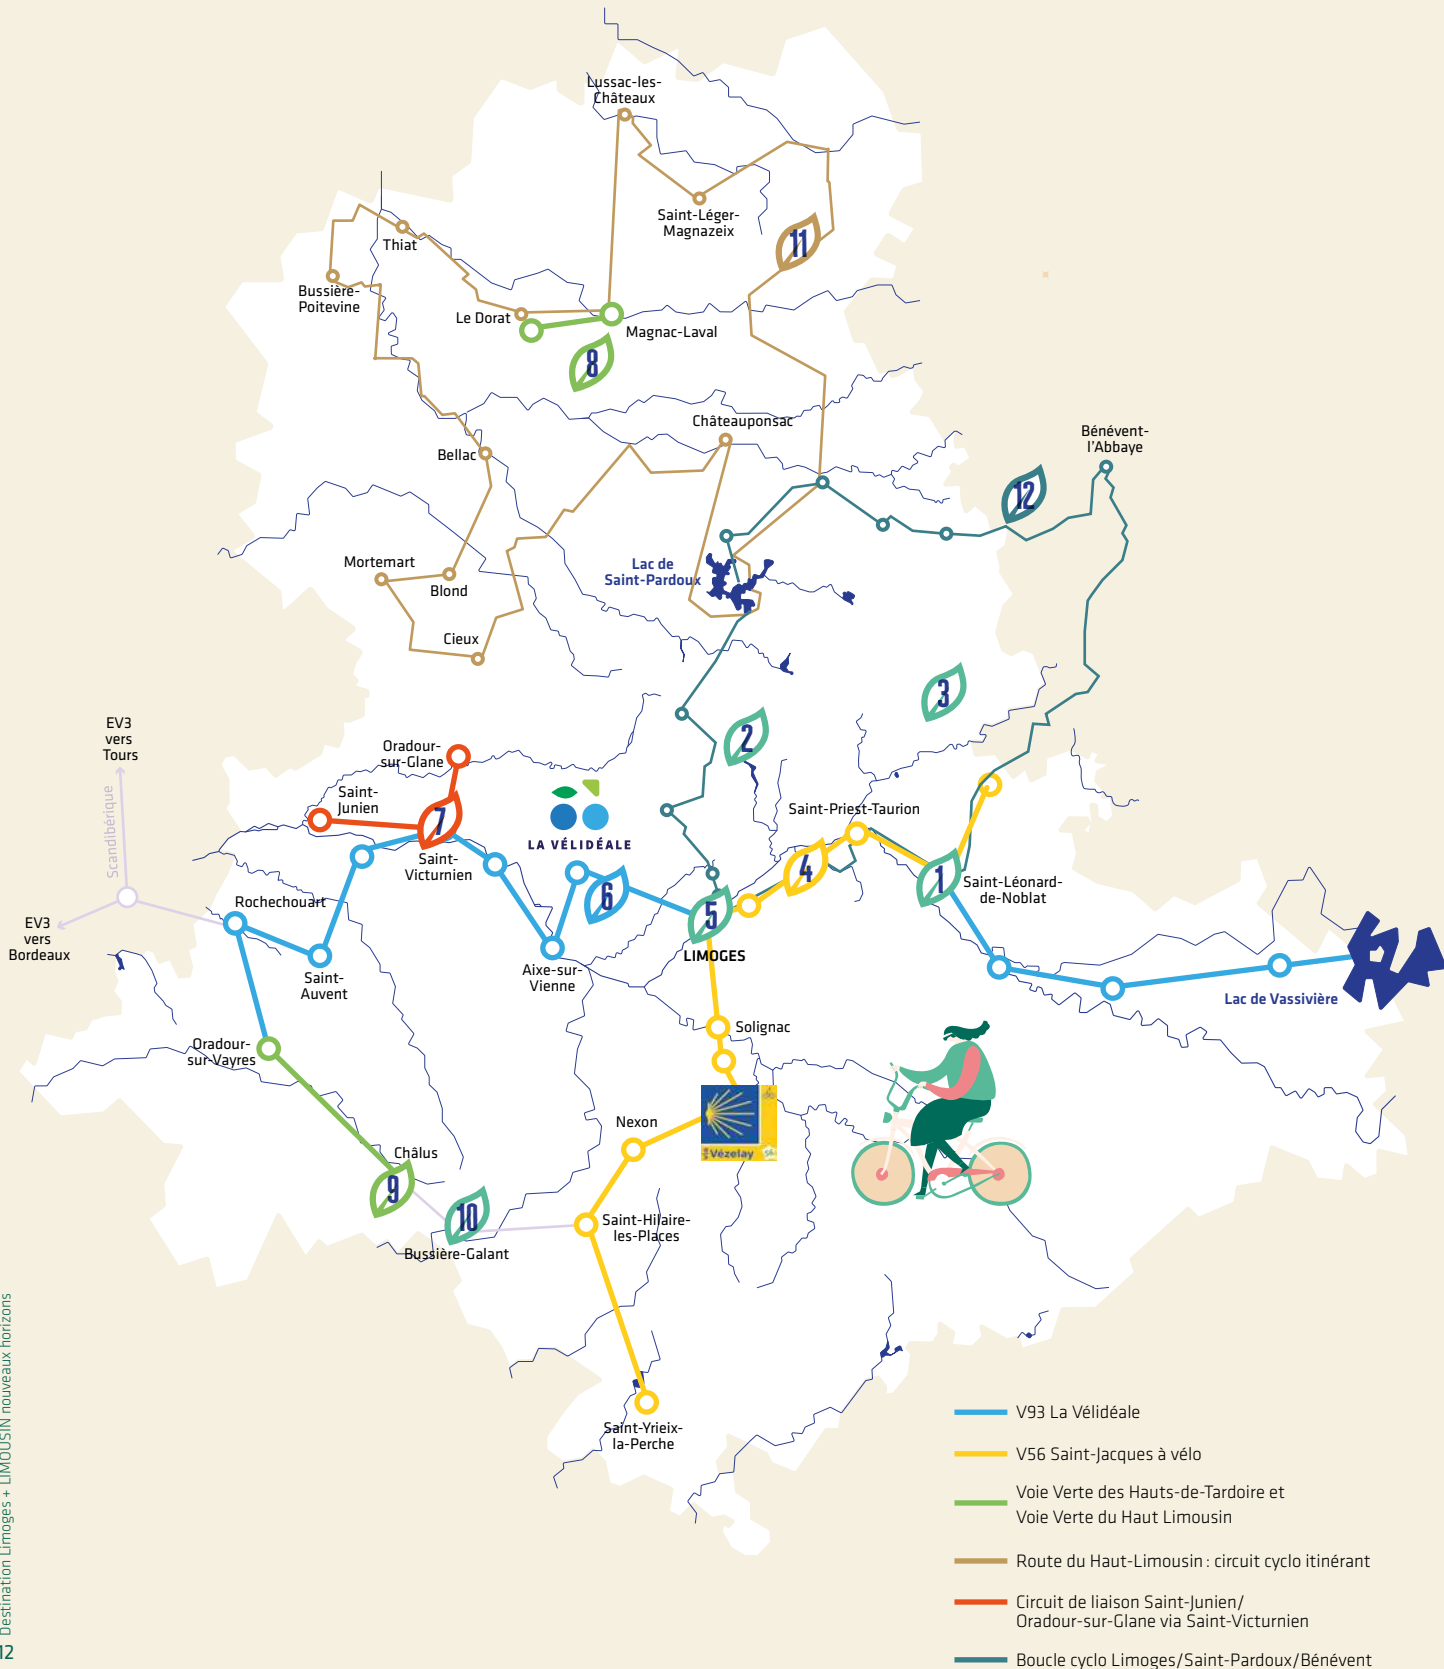 Lussac-les-
Châteaux
Saint-Léger-
Magnazeix
11
Thiat
Bussière-
Poitevine
Le Dorat
Magnac-Laval
8
Châteauponsac
Bénévent-
l'Abbaye
Bellac
12
Mortemart
Blond
Lac de
Saint-Pardoux
Cieux
3
2
EV3
vers
Tours
Scandibérique
EV3
vers
Bordeaux
Oradour-
sur-Glane
Saint-
Junien
7
Saint-
Victurnien
LA VÉLIDÉALE
Saint-Priest-Taurion
4
1
Saint-Léonard-
de-Noblat
6
5
LIMOGES
Rochechouart
Saint-
Auvent
Aixe-sur-
Vienne
Lac de Vassivière
Solignac
Oradour-
sur-Vayres
Nexon
Vézelay
Châlus
9
10
Bussière-Galant
Saint-Hilaire-
les-Places
Saint-Yrieix-
la-Perche
V93 La Vélidéale
V56 Saint-Jacques à vélo
Voie Verte des Hauts-de-Tardoire et
Voie Verte du Haut Limousin
Route du Haut-Limousin : circuit cyclo itinérant
Circuit de liaison Saint-Junien/
Oradour-sur-Glane via Saint-Victurnien
Boucle cyclo Limoges/Saint-Pardoux/Bénévent
Destination Limoges + LIMOUSIN nouveaux horizons
12